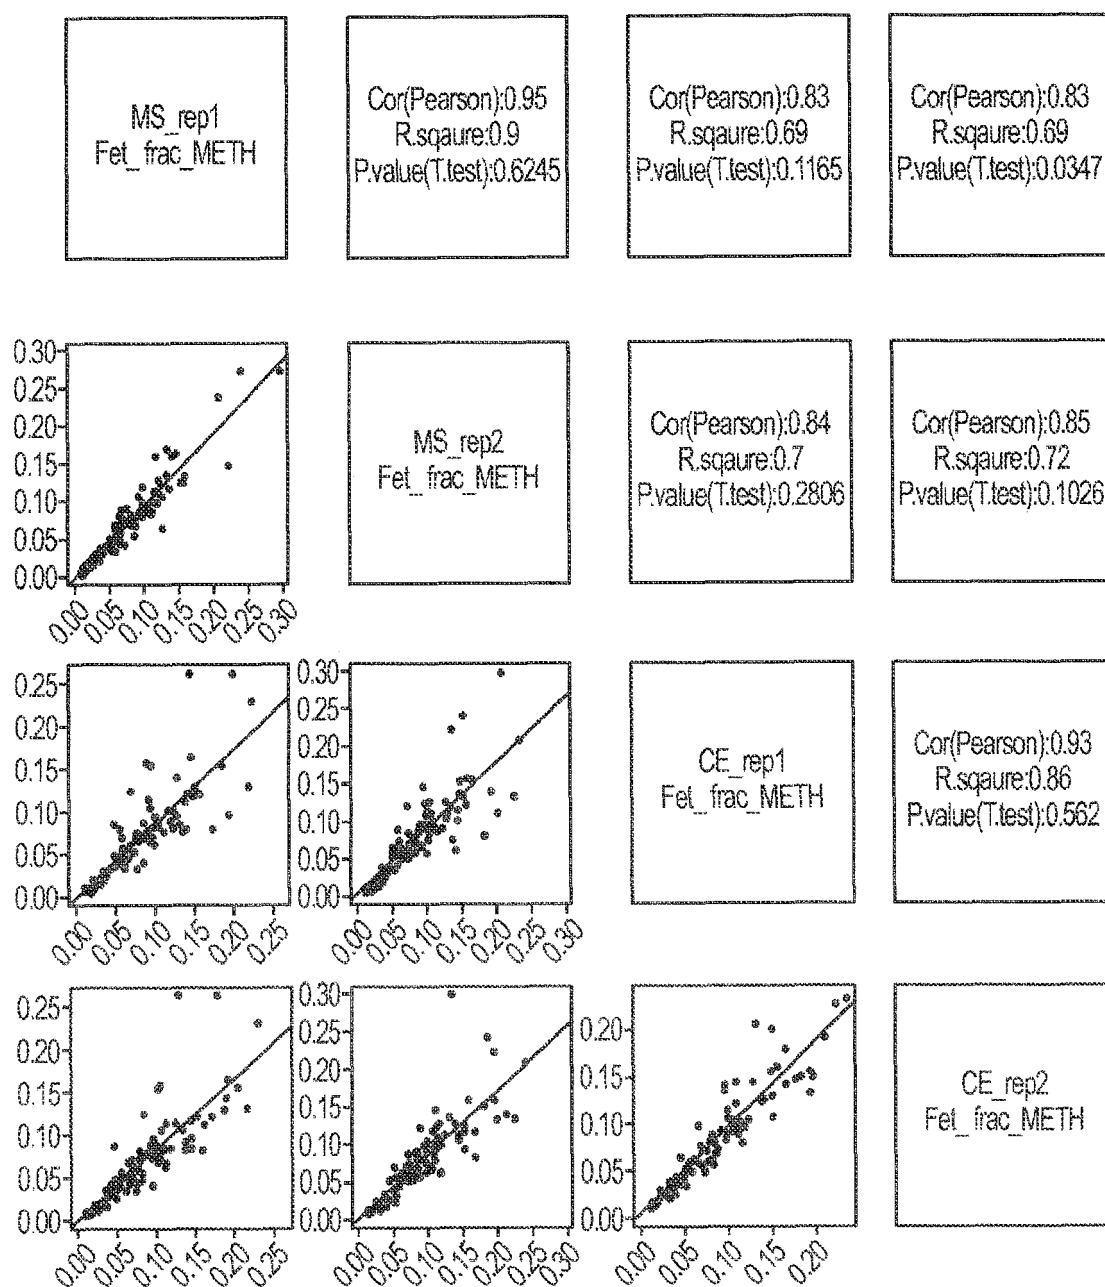 MS_rep1
Fet_frac_METH
Cor(Pearson):0.95
R.sqaure:0.9
P.value(T.test):0.6245
Cor(Pearson):0.83
R.sqaure:0.69
P.value(T.test):0.1165
Cor(Pearson):0.83
R.sqaure:0.69
P.value(T.test):0.0347
0.30
0.25
0.20
0.15
0.10
0.05
0.00
0.00 0.05 0.10 0.15 0.20 0.25 0.30
MS_rep2
Fet_frac_METH
Cor(Pearson):0.84
R.sqaure:0.7
P.value(T.test):0.2806
Cor(Pearson):0.85
R.sqaure:0.72
P.value(T.test):0.1026
0.25
0.20
0.15
0.10
0.05
0.00
0.00 0.05 0.10 0.15 0.20 0.25
0.30
0.25
0.20
0.15
0.10
0.05
0.00
0.00 0.05 0.10 0.15 0.20 0.25 0.30
CE_rep1
Fet_frac_METH
Cor(Pearson):0.93
R.sqaure:0.86
P.value(T.test):0.562
0.25
0.20
0.15
0.10
0.05
0.00
0.00 0.05 0.10 0.15 0.20 0.25
0.30
0.25
0.20
0.15
0.10
0.05
0.00
0.00 0.05 0.10 0.15 0.20 0.25 0.30
0.20
0.15
0.10
0.05
0.00
0.00 0.05 0.10 0.15 0.20
CE_rep2
Fet_frac_METH